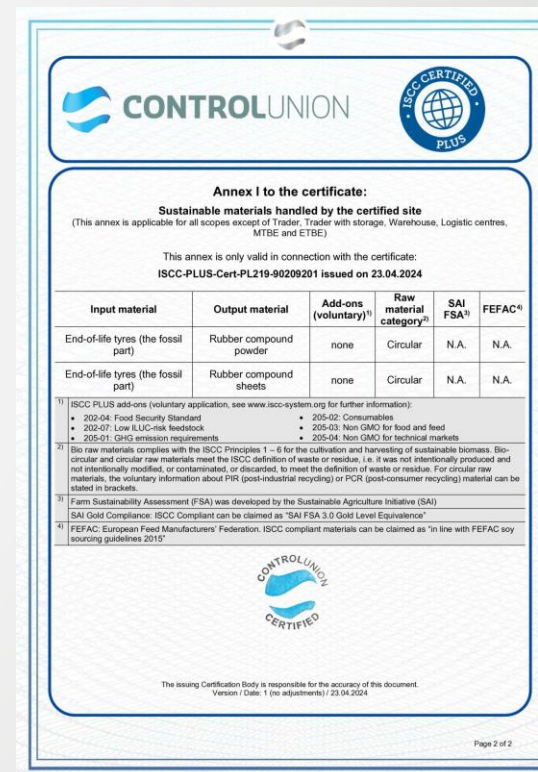 CONTROLUNION
ISCC CERTIFIED PLUS
Annex I to the certificate:
Sustainable materials handled by the certified site
(This annex is applicable for all scopes except of Trader, Trader with storage, Warehouse, Logistic centres,
MTBE and ETBE)
This annex is only valid in connection with the certificate:
ISCC-PLUS-Cert-PL219-90209201 issued on 23.04.2024
Input material Output material Add-ons (voluntary)1) Raw material category2) SAI FSA3) FEFAC4)
End-of-life tyres (the fossil part) Rubber compound powder none Circular N.A. N.A.
End-of-life tyres (the fossil part) Rubber compound sheets none Circular N.A. N.A.
1) ISCC PLUS add-ons (voluntary application, see www.iscc-system.org for further information):
• 202-04: Food Security Standard • 205-02: Consumables
• 202-07: Low ILUC-risk feedstock • 205-03: Non GMO for food and feed
• 205-01: GHG emission requirements • 205-04: Non GMO for technical markets
2) Bio raw materials complies with the ISCC Principles 1 – 6 for the cultivation and harvesting of sustainable biomass. Bio-
circular and circular raw materials meet the ISCC definition of waste or residue, i.e. it was not intentionally produced and
not intentionally modified, or contaminated, or discarded, to meet the definition of waste or residue. For circular raw
materials, the voluntary information about PIR (post-industrial recycling) or PCR (post-consumer recycling) material can be
stated in brackets.
3) Farm Sustainability Assessment (FSA) was developed by the Sustainable Agriculture Initiative (SAI)
SAI Gold Compliance: ISCC Compliant can be claimed as "SAI FSA 3.0 Gold Level Equivalence"
4) FEFAC: European Feed Manufacturers' Federation. ISCC compliant materials can be claimed as "in line with FEFAC soy
sourcing guidelines 2015"
CONTROLUNION
CERTIFIED
The issuing Certification Body is responsible for the accuracy of this document.
Version / Date: 1 (no adjustments) / 23.04.2024
Page 2 of 2